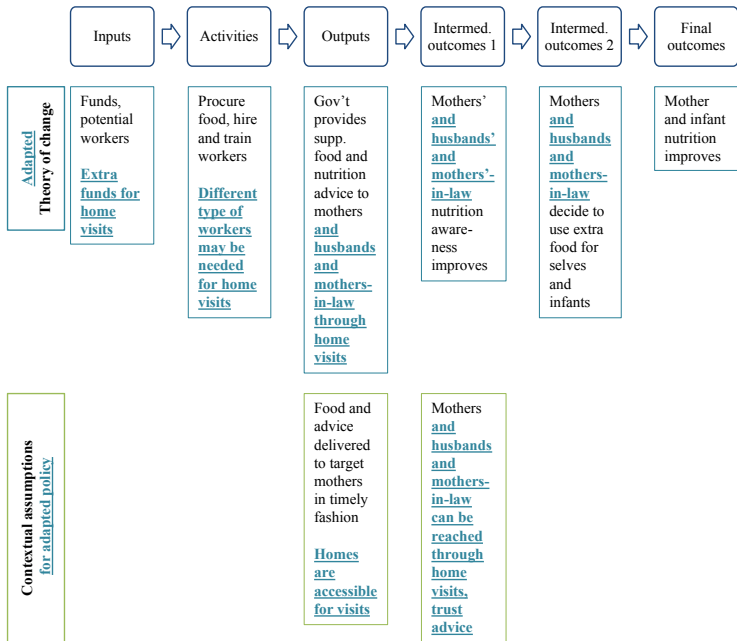 Inputs
Activities
Outputs
Intermed.
outcomes 1
Intermed.
outcomes 2
Final
outcomes
Adapted
Theory of change
Funds,
potential
workers
Extra
funds for
home
visits
Procure
food, hire
and train
workers
Different
type of
workers
may be
needed
for home
visits
Gov't
provides
supp.
food and
nutrition
advice to
mothers
and
husbands
and
mothers-
in-law
through
home
visits
Mothers'
and
husbands'
and
mothers'-
in-law
nutrition
aware-
ness
improves
Mothers
and
husbands
and
mothers-
in-law
decide to
use extra
food for
selves
and
infants
Mother
and infant
nutrition
improves
Contextual assumptions
for adapted policy
Food and
advice
delivered
to target
mothers
in timely
fashion
Homes
are
accessible
for visits
Mothers
and
husbands
and
mothers-
in-law
can be
reached
through
home
visits,
trust
advice